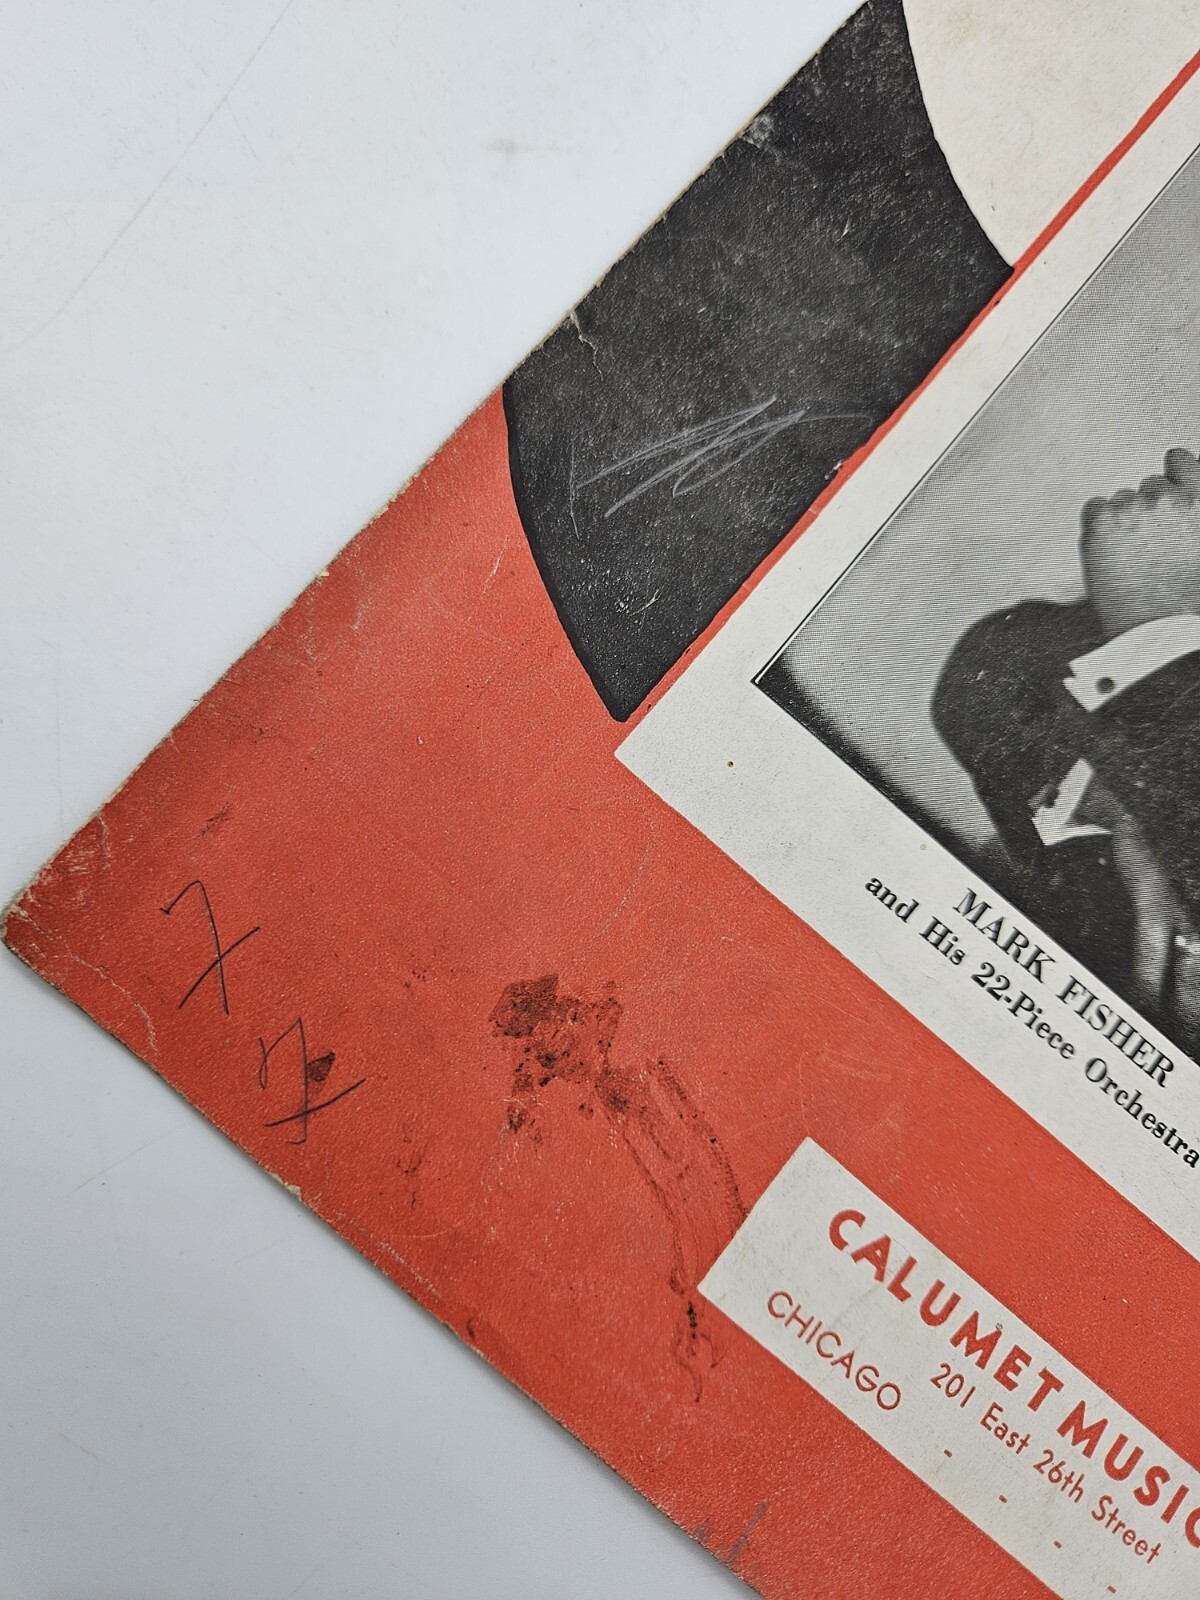 MARK FISHER
and His 22-Piece Orchestra
CALUMET MUSIC
201 East 26th Street
CHICAGO - - - -